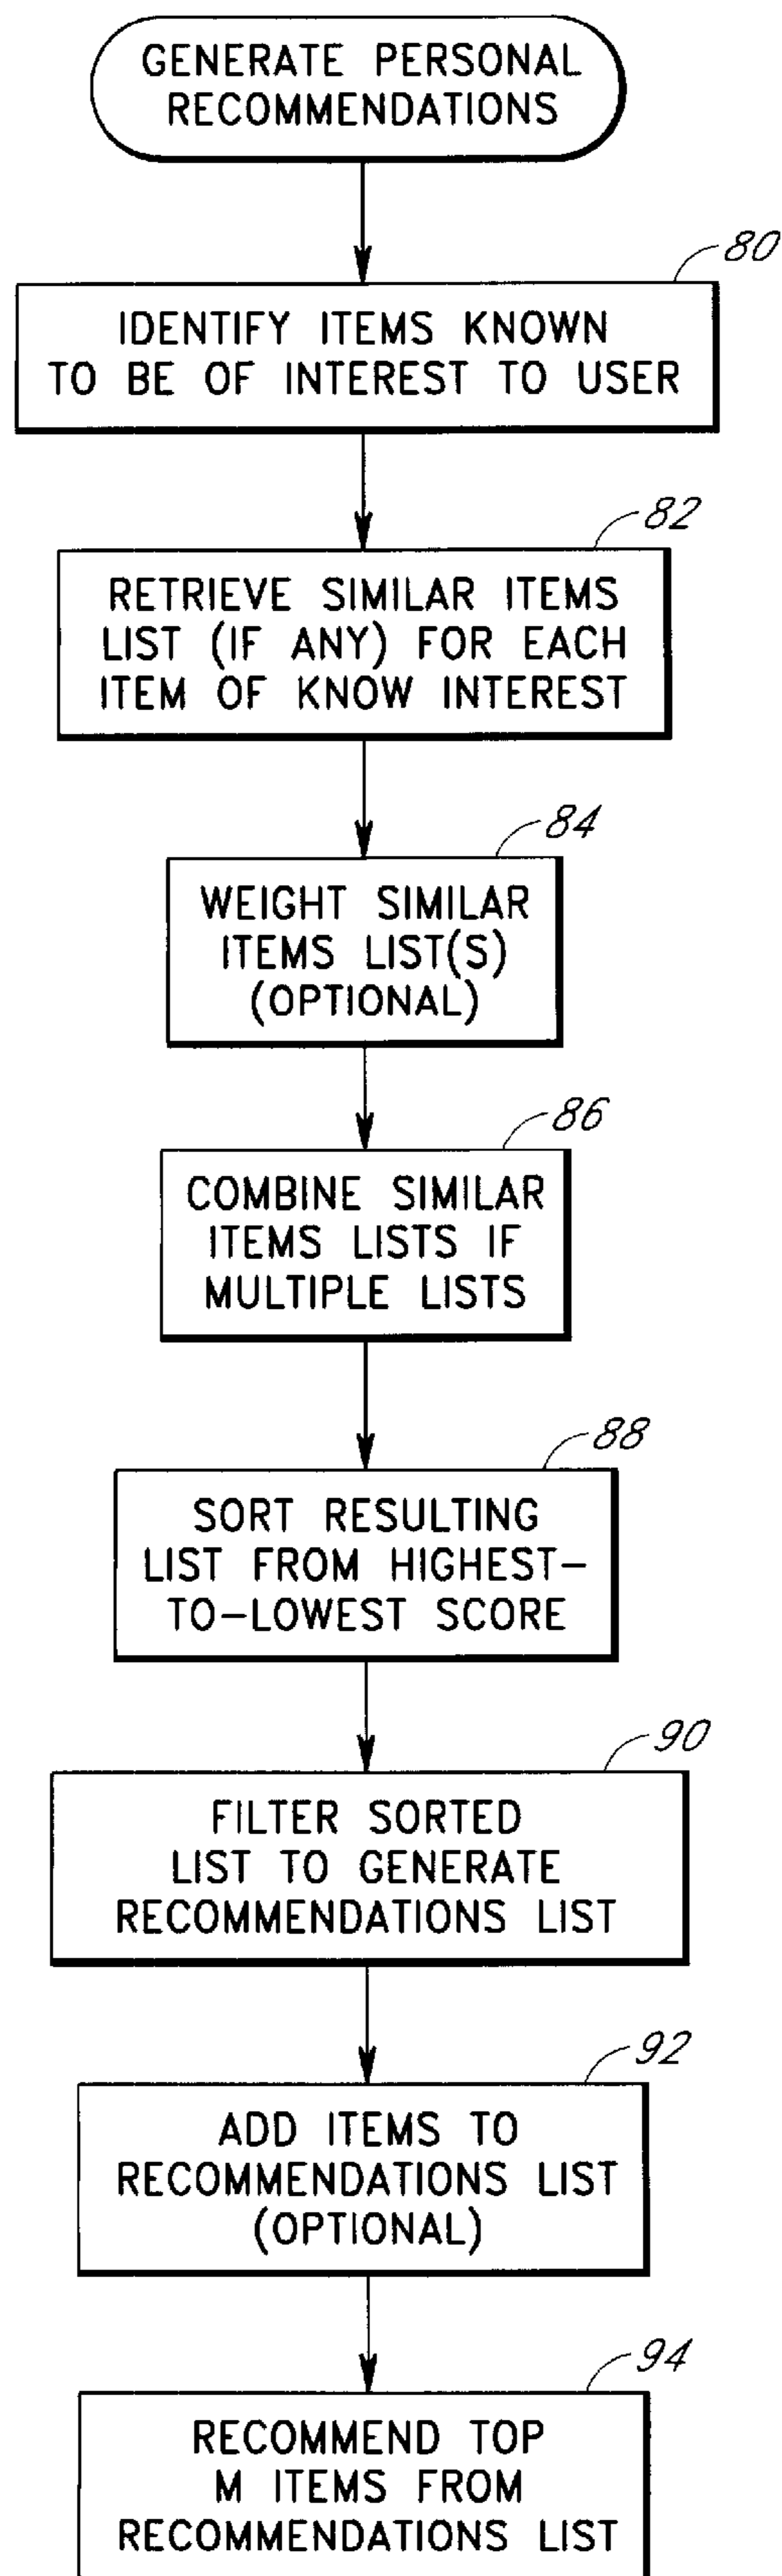 GENERATE PERSONAL
RECOMMENDATIONS
80
IDENTIFY ITEMS KNOWN
TO BE OF INTEREST TO USER
82
RETRIEVE SIMILAR ITEMS
LIST (IF ANY) FOR EACH
ITEM OF KNOW INTEREST
84
WEIGHT SIMILAR
ITEMS LIST(S)
(OPTIONAL)
86
COMBINE SIMILAR
ITEMS LISTS IF
MULTIPLE LISTS
88
SORT RESULTING
LIST FROM HIGHEST-
TO-LOWEST SCORE
90
FILTER SORTED
LIST TO GENERATE
RECOMMENDATIONS LIST
92
ADD ITEMS TO
RECOMMENDATIONS LIST
(OPTIONAL)
94
RECOMMEND TOP
M ITEMS FROM
RECOMMENDATIONS LIST